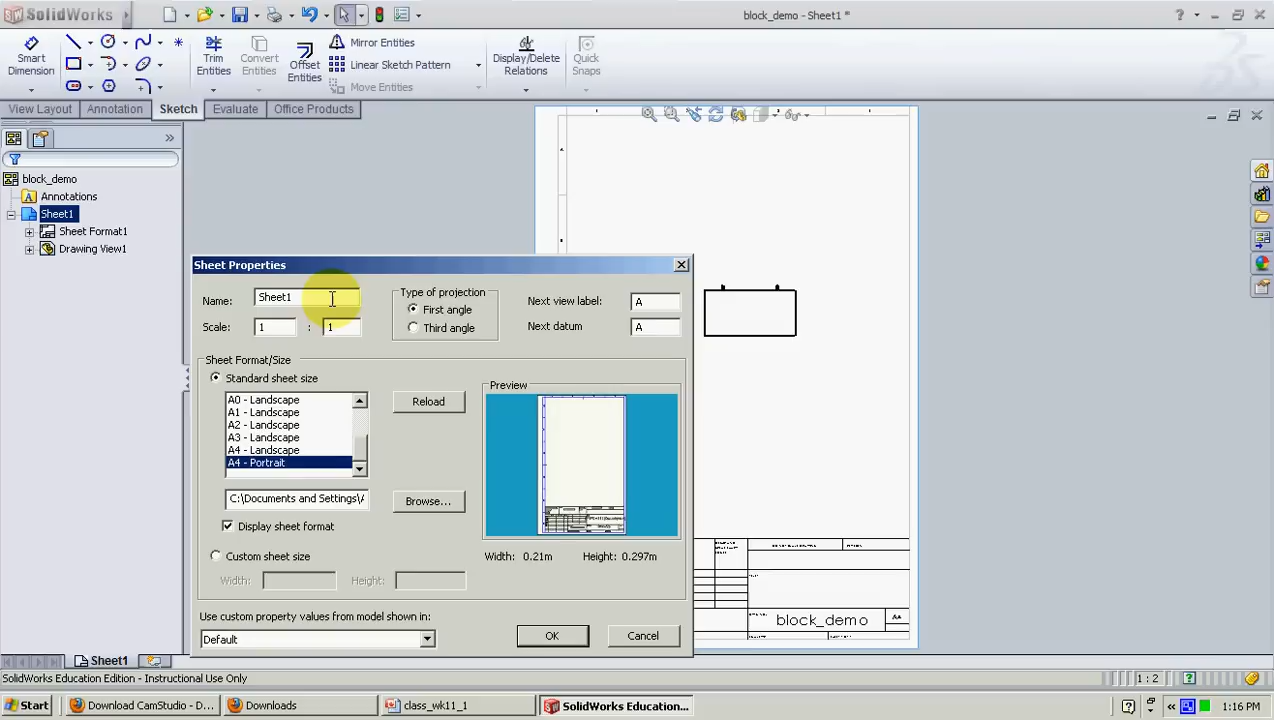 SolidWorks
block_demo - Sheet1 *
Smart Dimension
Trim Entities
Convert Entities
Offset Entities
Mirror Entities
Linear Sketch Pattern
Move Entities
Display/Delete Relations
Quick Snaps
View Layout
Annotation
Sketch
Evaluate
Office Products
block_demo
Annotations
Sheet1
Sheet Format1
Drawing View1
Sheet Properties
Name:
Sheet1
Scale:
1 : 1
Type of projection
First angle
Third angle
Next view label:
A
Next datum
A
Sheet Format/Size
Standard sheet size
A0 - Landscape
A1 - Landscape
A2 - Landscape
A3 - Landscape
A4 - Landscape
A4 - Portrait
Reload
C:\Documents and Settings\A
Browse...
Display sheet format
Custom sheet size
Width:
Height:
Preview
Width: 0.21m
Height: 0.297m
Use custom property values from model shown in:
Default
OK
Cancel
block_demo
A4
Sheet1
SolidWorks Education Edition - Instructional Use Only
1 : 2
Start
Download CamStudio - D...
Downloads
class_wk11_1
SolidWorks Education...
1:16 PM